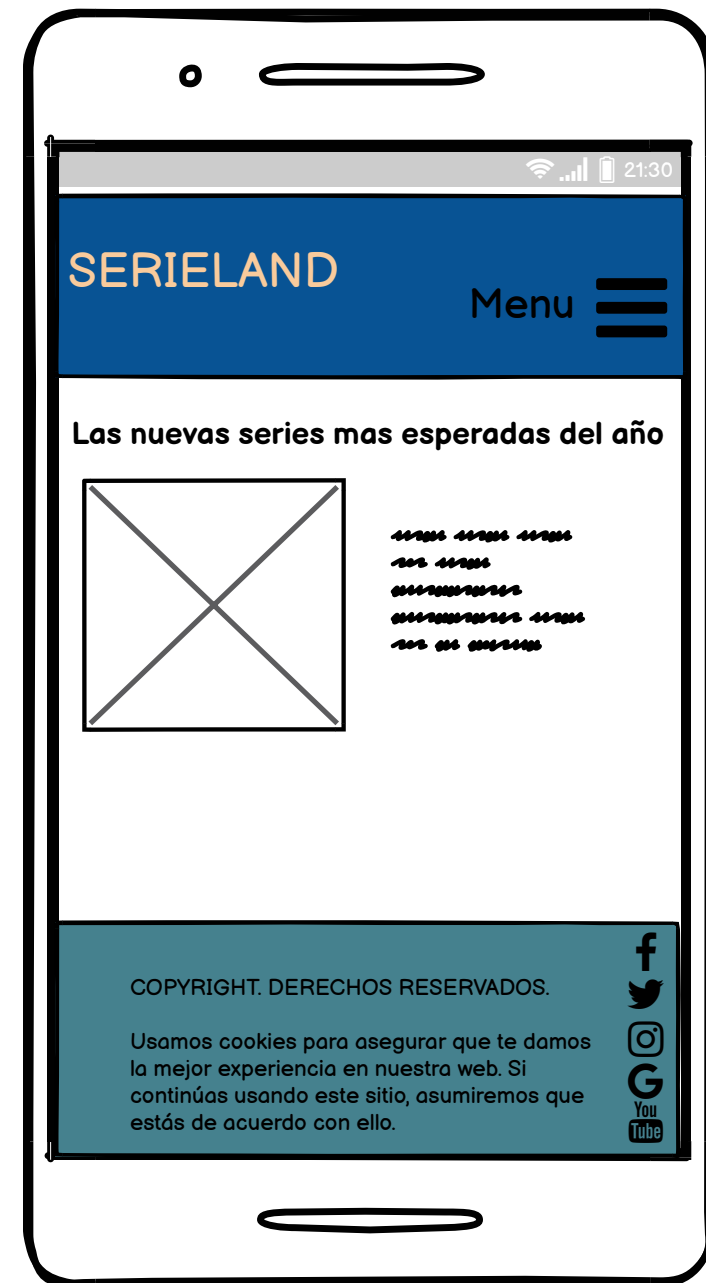 21:30
SERIELAND
Menu
Las nuevas series mas esperadas del año
COPYRIGHT. DERECHOS RESERVADOS.
Usamos cookies para asegurar que te damos
la mejor experiencia en nuestra web. Si
continúas usando este sitio, asumiremos que
estás de acuerdo con ello.
You
Tube